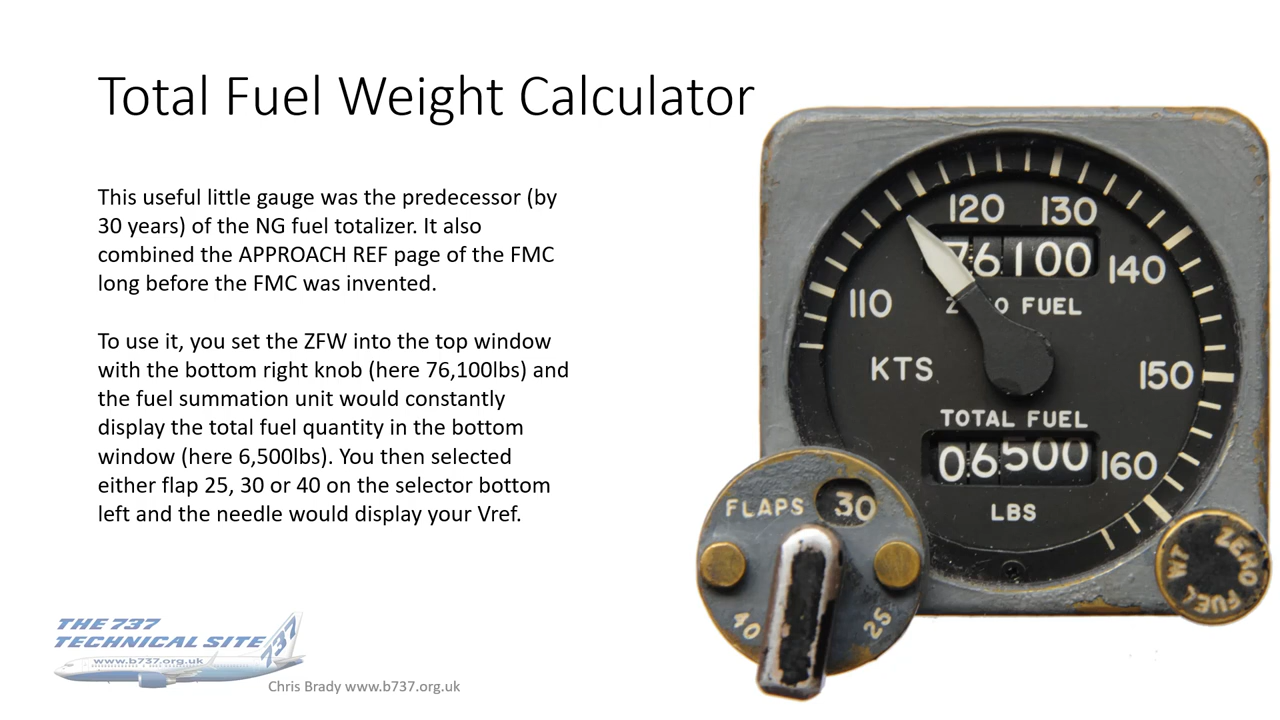 Total Fuel Weight Calculator
This useful little gauge was the predecessor (by
30 years) of the NG fuel totalizer. It also
combined the APPROACH REF page of the FMC
long before the FMC was invented.
To use it, you set the ZFW into the top window
with the bottom right knob (here 76,100lbs) and
the fuel summation unit would constantly
display the total fuel quantity in the bottom
window (here 6,500lbs). You then selected
either flap 25, 30 or 40 on the selector bottom
left and the needle would display your Vref.
120 130
76100
140
110
FUEL
KTS
150
TOTAL FUEL
06500
160
LBS
FLAPS 30
40
25
ZERO
FUEL
WT
THE 737
TECHNICAL SITE
737
www.b737.org.uk
Chris Brady www.b737.org.uk